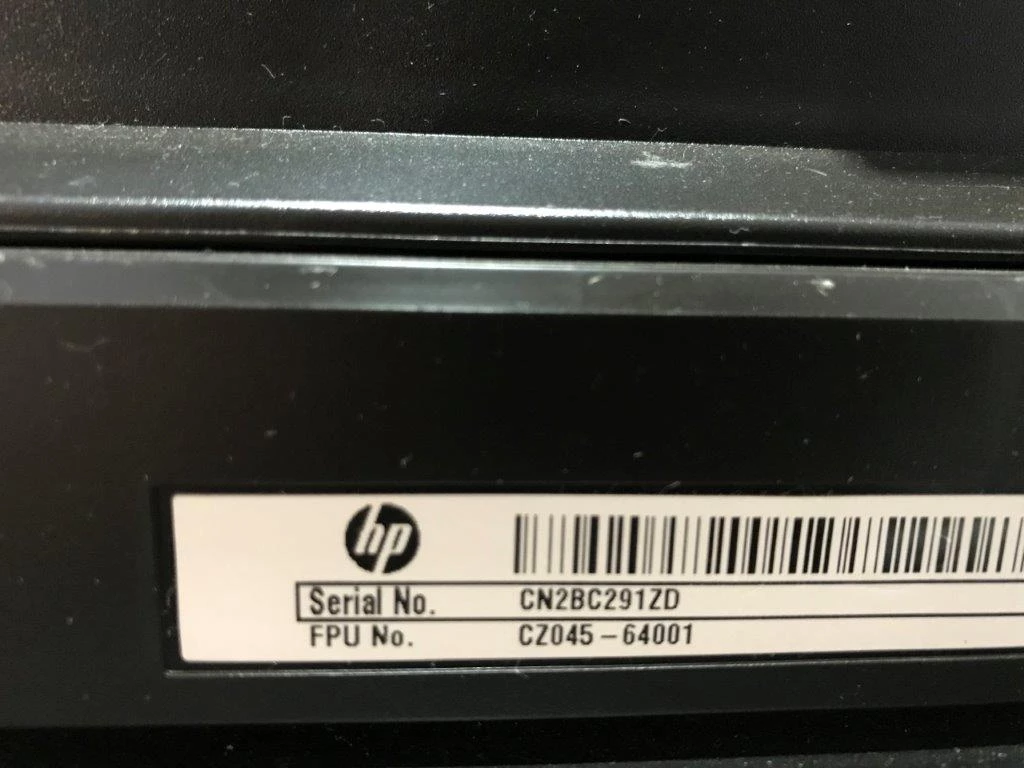 hp
Serial No. CN2BC291ZD
FPU No. CZ045-64001